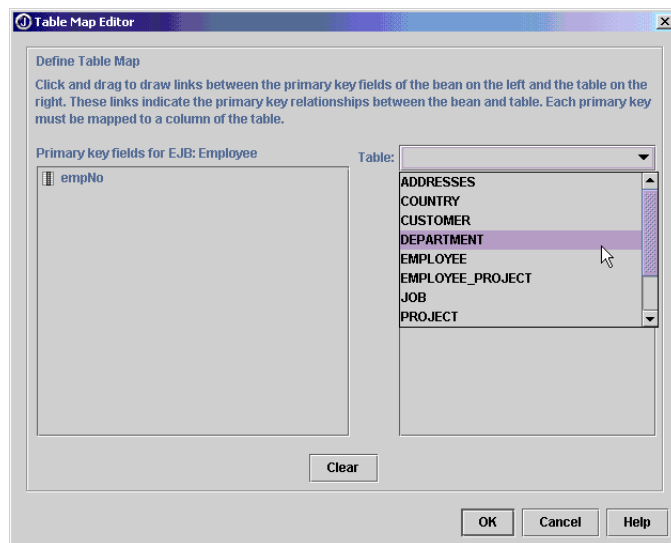 Table Map Editor
Define Table Map
Click and drag to draw links between the primary key fields of the bean on the left and the table on the
right. These links indicate the primary key relationships between the bean and table. Each primary key
must be mapped to a column of the table.
Primary key fields for EJB: Employee
Table:
empNo
ADDRESSES
COUNTRY
CUSTOMER
DEPARTMENT
EMPLOYEE
EMPLOYEE_PROJECT
JOB
PROJECT
Clear
OK Cancel Help